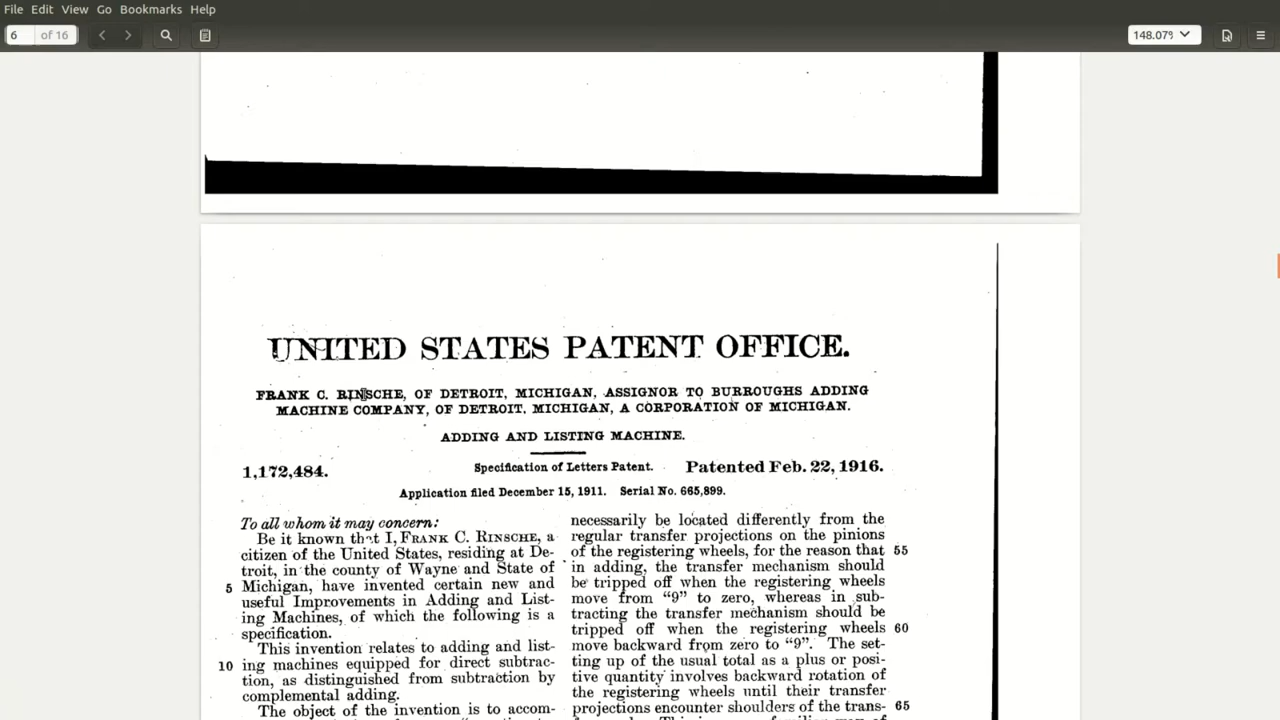 File Edit View Go Bookmarks Help
6 of 16
148.07%
UNITED STATES PATENT OFFICE.
FRANK C. RINSCHE, OF DETROIT, MICHIGAN, ASSIGNOR TO BURROUGHS ADDING
MACHINE COMPANY, OF DETROIT, MICHIGAN, A CORPORATION OF MICHIGAN.
ADDING AND LISTING MACHINE.
1,172,484.
Specification of Letters Patent.
Patented Feb. 22, 1916.
Application filed December 15, 1911. Serial No. 665,899.
To all whom it may concern:
Be it known that I, FRANK C. RINSCHE, a
citizen of the United States, residing at De-
troit, in the county of Wayne and State of
5 Michigan, have invented certain new and
useful Improvements in Adding and List-
ing Machines, of which the following is a
specification.
This invention relates to adding and list-
10 ing machines equipped for direct subtrac-
tion, as distinguished from subtraction by
complemental adding.
The object of the invention is to accom-
necessarily be located differently from the
regular transfer projections on the pinions
of the registering wheels, for the reason that 55
in adding, the transfer mechanism should
be tripped off when the registering wheels
move from "9" to zero, whereas in sub-
tracting the transfer mechanism should be
tripped off when the registering wheels 60
move backward from zero to "9". The set-
ting up of the usual total as a plus or posi-
tive quantity involves backward rotation of
the registering wheels until their transfer
projections encounter shoulders of the trans- 65